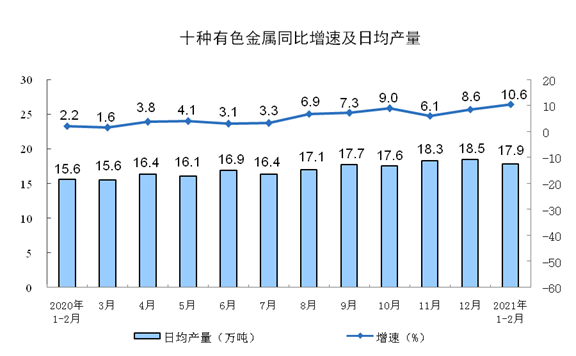 十种有色金属同比增速及日均产量
30 20
25 10
20 0
15 -10
10 -20
5 -30
0 -40
-50
-60
2.2 1.6 3.8 4.1 3.1 3.3 6.9 7.3 9.0 6.1 8.6 10.6
15.6 15.6 16.4 16.1 16.9 16.4 17.1 17.7 17.6 18.3 18.5 17.9
2020年 3月 4月 5月 6月 7月 8月 9月 10月 11月 12月 2021年
1-2月 1-2月
日均产量（万吨） 增速（%）